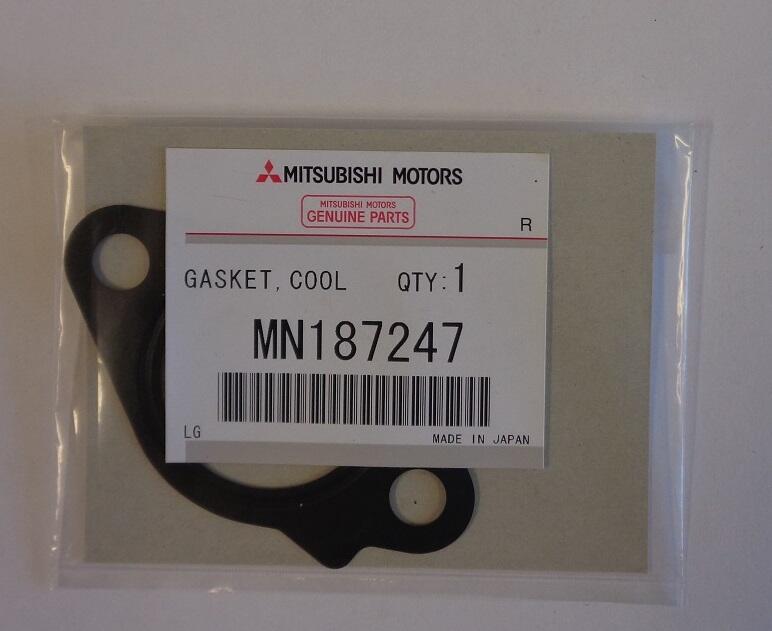 MITSUBISHI MOTORS
MITSUBISHI MOTORS
GENUINE PARTS
R
GASKET, COOL QTY: 1
MN187247
LG MADE IN JAPAN